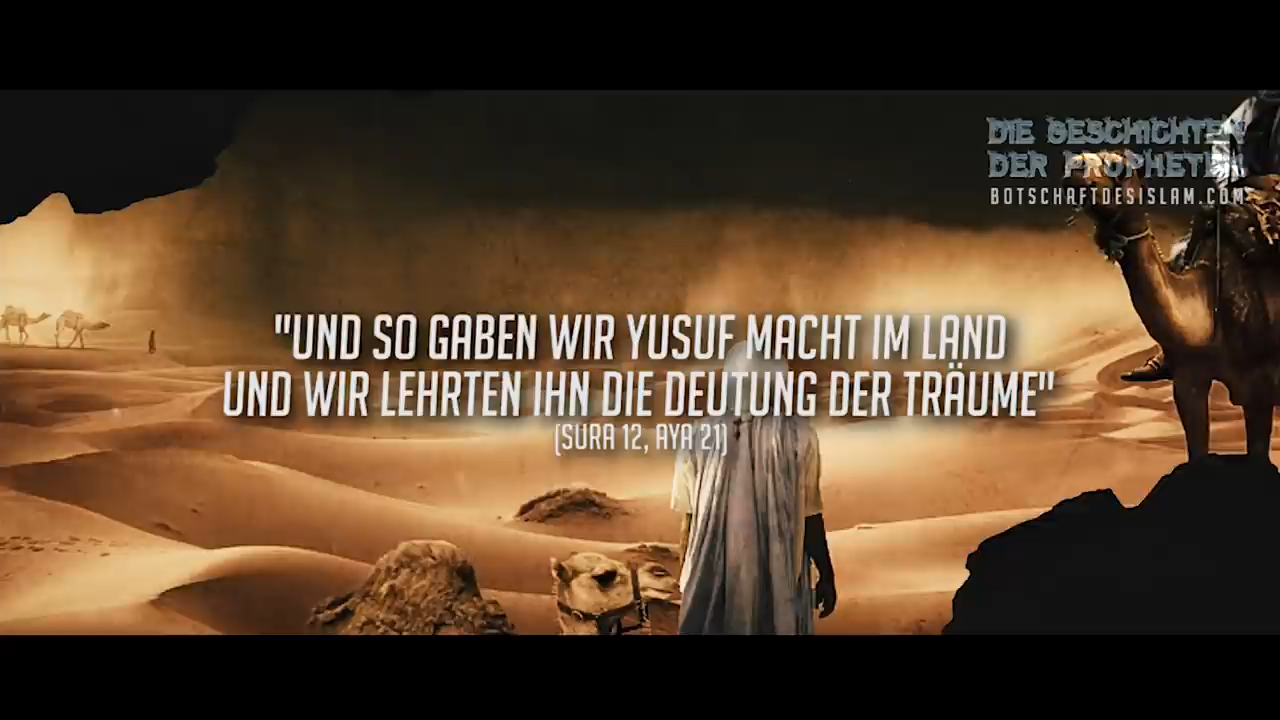 DIE GESCHICHTEN
DER PROPHETEN
BOTSCHAFTDESISLAM.COM
"UND SO GABEN WIR YUSUF MACHT IM LAND
UND WIR LEHRTEN IHN DIE DEUTUNG DER TRÄUME"
(SURA 12, AYA 21)